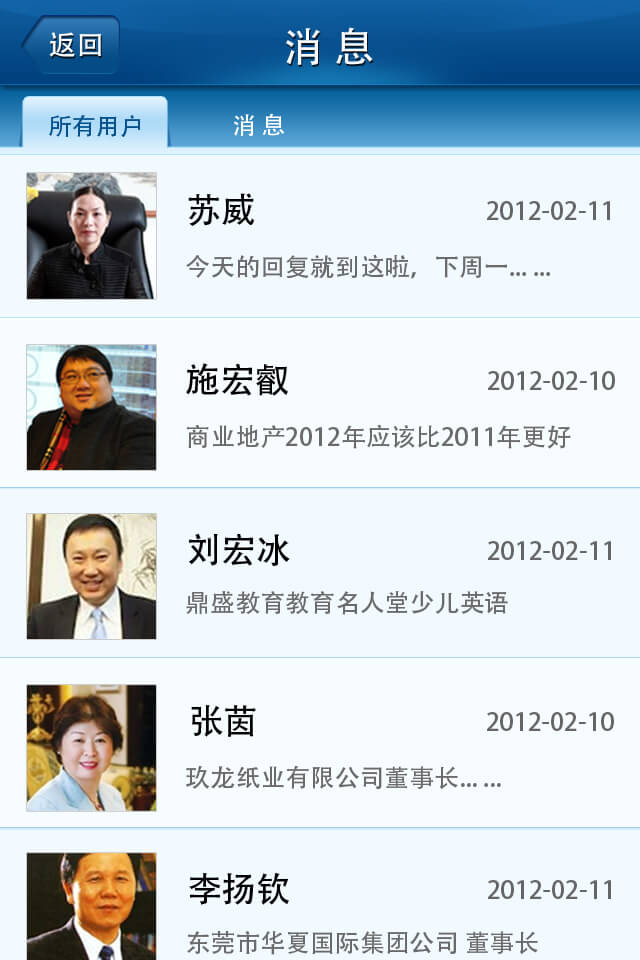 返回
消息
所有用户 消息
苏威 2012-02-11
今天的回复就到这啦，下周一... ...
施宏叡 2012-02-10
商业地产2012年应该比2011年更好
刘宏冰 2012-02-11
鼎盛教育教育名人堂少儿英语
张茵 2012-02-10
玖龙纸业有限公司董事长... ...
李扬钦 2012-02-11
东莞市华夏国际集团公司 董事长